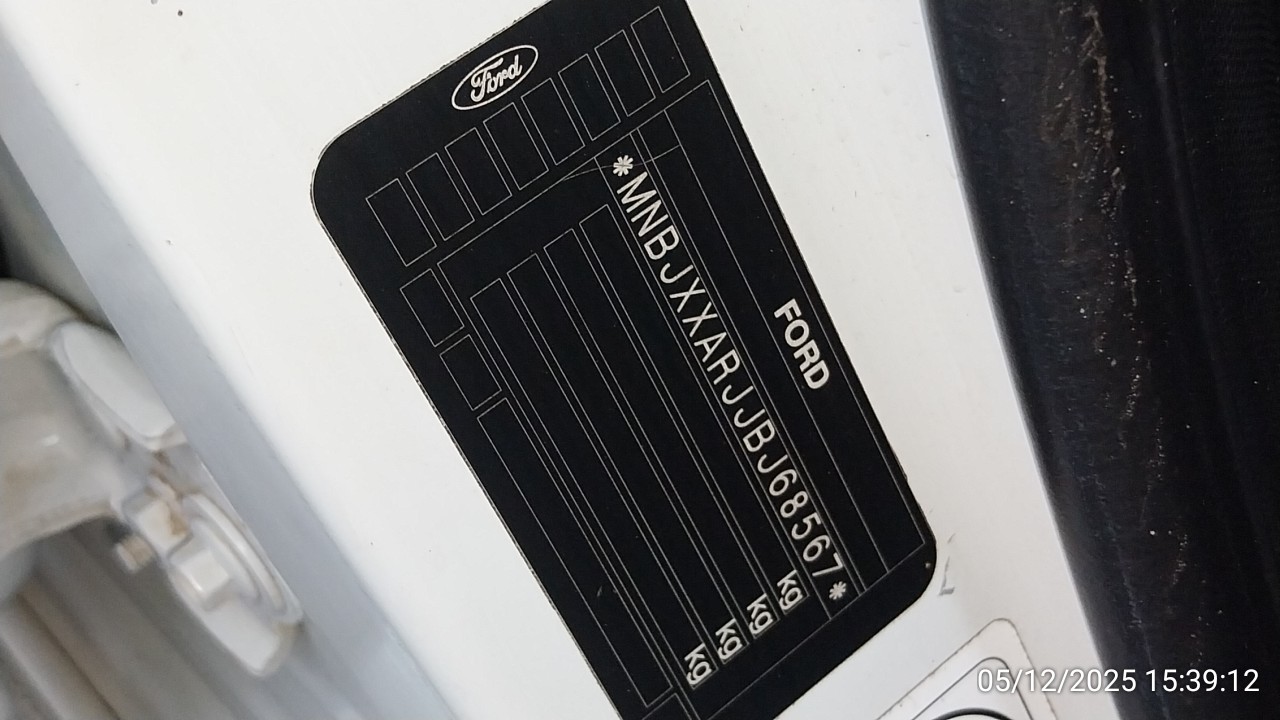 Ford
FORD
*MNBJXXARJJBJ68567*
kg
kg
kg
kg
05/12/2025 15:39:12